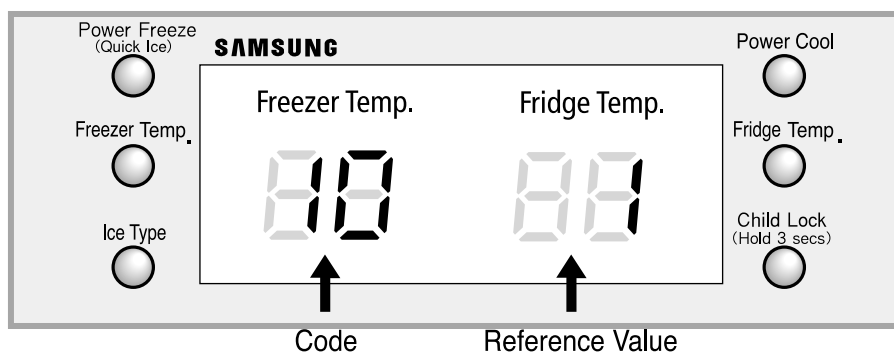 Power Freeze
(Quick Ice)
SAMSUNG
Power Cool
Freezer Temp.
Fridge Temp.
Freezer Temp.
Fridge Temp.
10
1
Ice Type
Child Lock
(Hold 3 secs)
Code
Reference Value